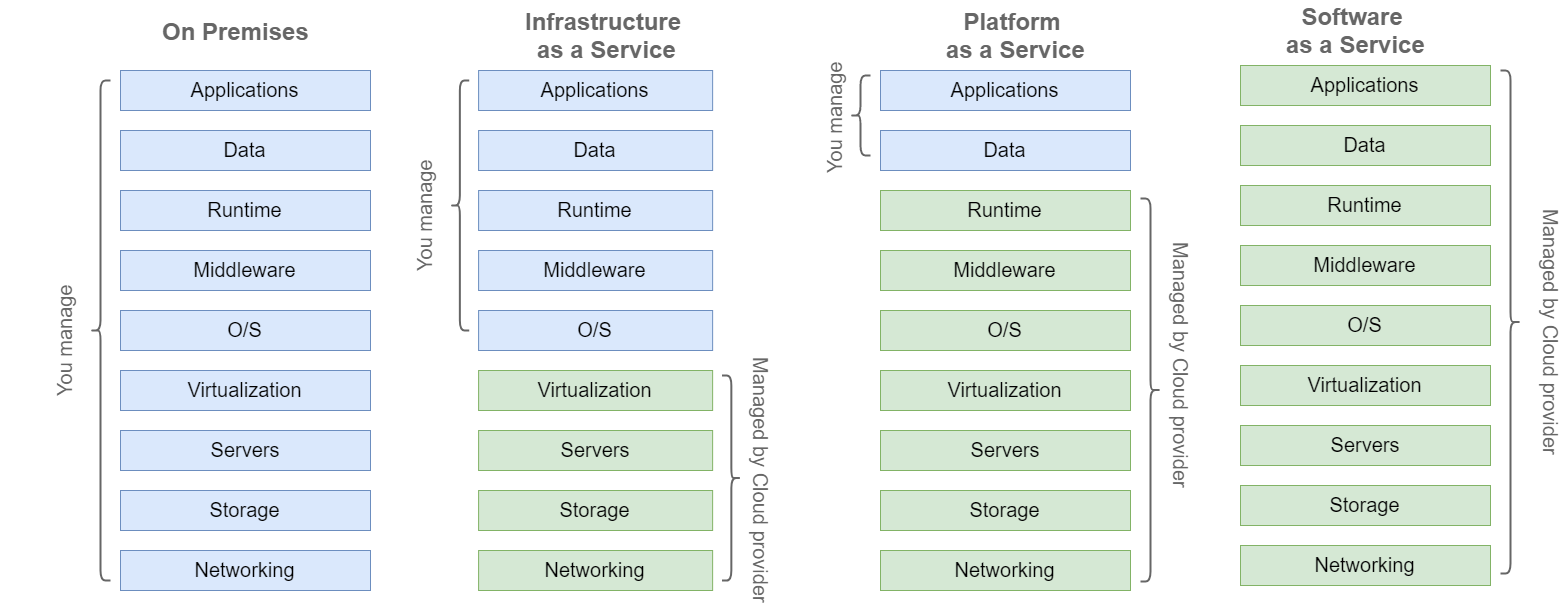 On Premises
Applications
Data
Runtime
Middleware
O/S
Virtualization
Servers
Storage
Networking
You manage
Infrastructure
as a Service
Applications
Data
Runtime
Middleware
O/S
Virtualization
Servers
Storage
Networking
You manage
Managed by Cloud provider
Platform
as a Service
Applications
Data
Runtime
Middleware
O/S
Virtualization
Servers
Storage
Networking
You manage
Managed by Cloud provider
Software
as a Service
Applications
Data
Runtime
Middleware
O/S
Virtualization
Servers
Storage
Networking
Managed by Cloud provider